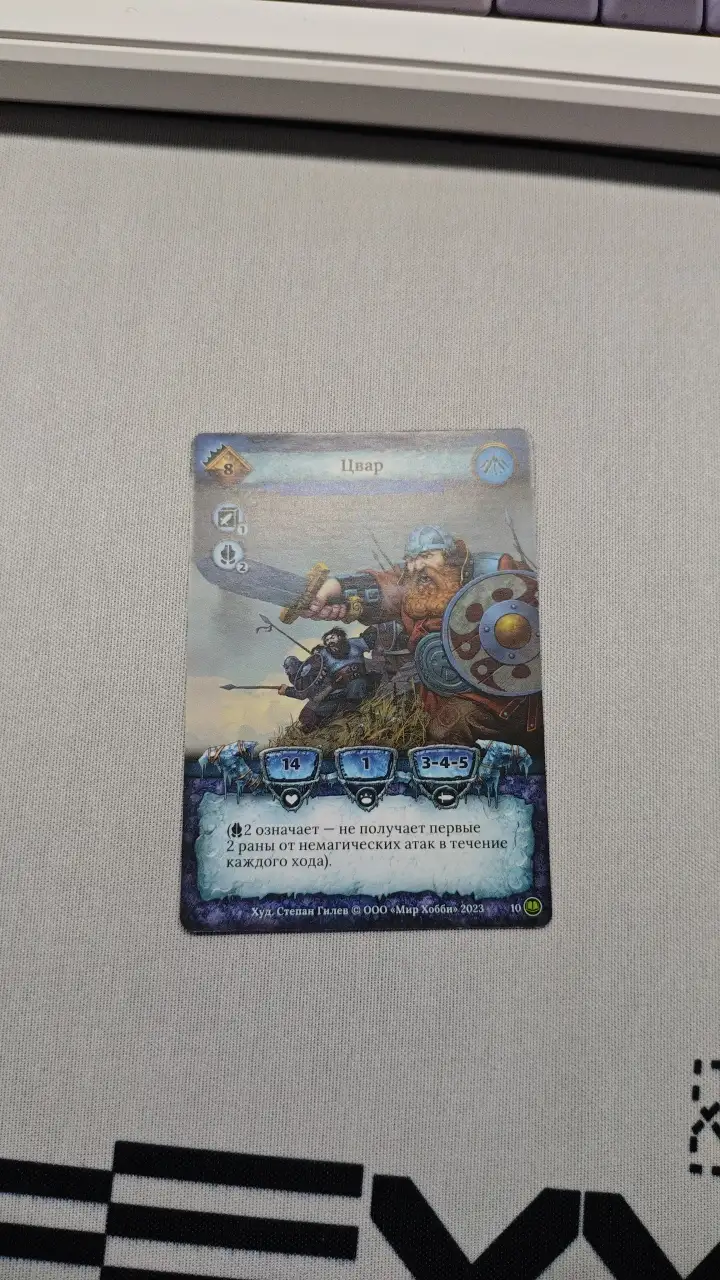 8
Цвар
1
2
14
1
3-4-5
(2 означает — не получает первые
2 раны от немагических атак в течение
каждого хода).
Худ. Степан Гилев © ООО «Мир Хобби» 2023
10